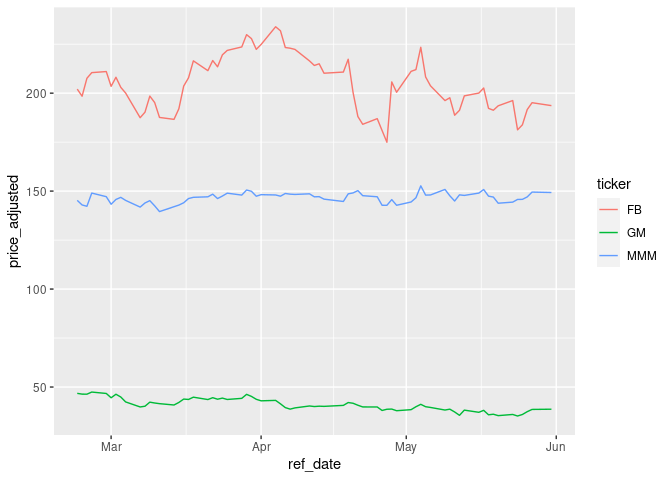 price_adjusted
200
150
100
50
Mar Apr May Jun
ref_date
ticker
FB
GM
MMM